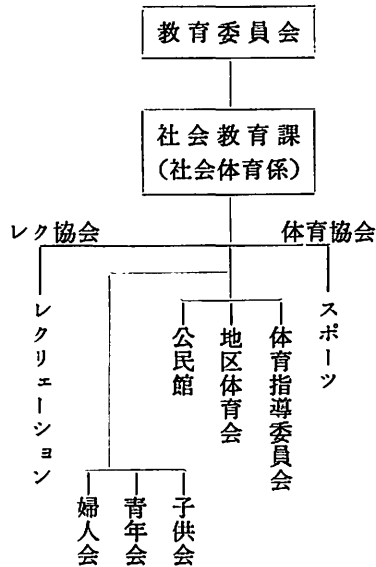 教育委員会
社会教育課
(社会体育係)
レク協会
体育協会
レクリェーション
公民館
地区体育会
体育指導委員会
スポーツ
婦人会
青年会
子供会